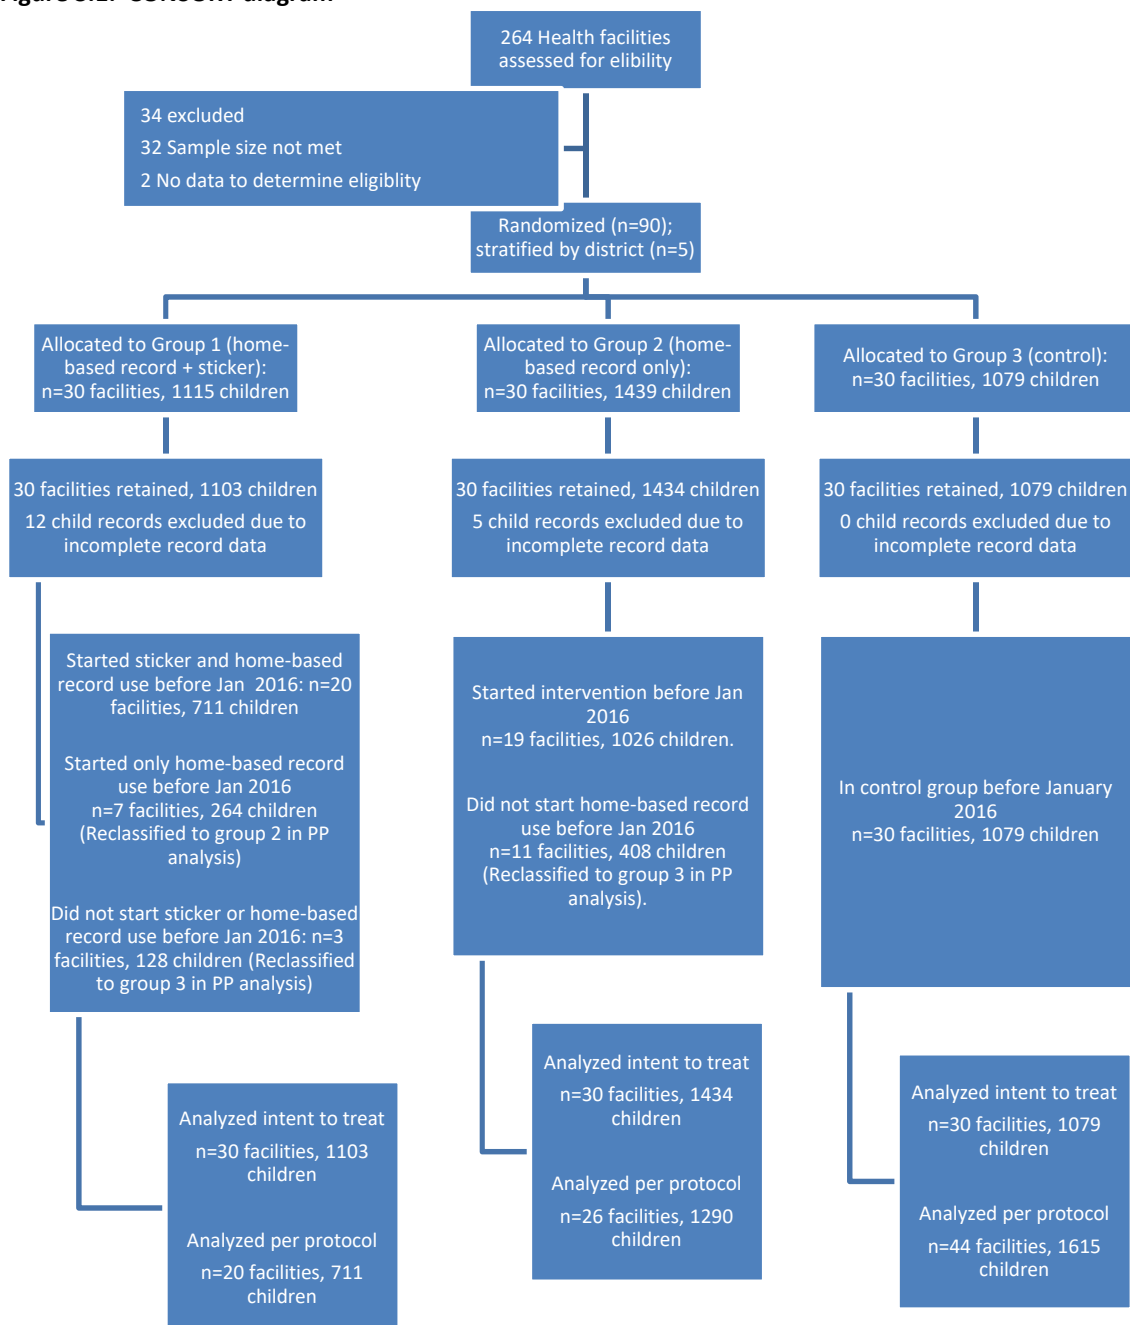 264 Health facilities
assessed for elibility
34 excluded
32 Sample size not met
2 No data to determine eligiblity
Randomized (n=90);
stratified by district (n=5)
Allocated to Group 1 (home-
based record + sticker):
n=30 facilities, 1115 children
Allocated to Group 2 (home-
based record only):
n=30 facilities, 1439 children
Allocated to Group 3 (control):
n=30 facilities, 1079 children
30 facilities retained, 1103 children
12 child records excluded due to
incomplete record data
30 facilities retained, 1434 children
5 child records excluded due to
incomplete record data
30 facilities retained, 1079 children
0 child records excluded due to
incomplete record data
Started sticker and home-based
record use before Jan 2016: n=20
facilities, 711 children
Started only home-based record
use before Jan 2016
n=7 facilities, 264 children
(Reclassified to group 2 in PP
analysis)
Did not start sticker or home-based
record use before Jan 2016: n=3
facilities, 128 children (Reclassified
to group 3 in PP analysis)
Started intervention before Jan
2016
n=19 facilities, 1026 children.
Did not start home-based record
use before Jan 2016
n=11 facilities, 408 children
(Reclassified to group 3 in PP
analysis).
In control group before January
2016
n=30 facilities, 1079 children
Analyzed intent to treat
n=30 facilities, 1103
children
Analyzed per protocol
n=20 facilities, 711
children
Analyzed intent to treat
n=30 facilities, 1434
children
Analyzed per protocol
n=26 facilities, 1290
children
Analyzed intent to treat
n=30 facilities, 1079
children
Analyzed per protocol
n=44 facilities, 1615
children